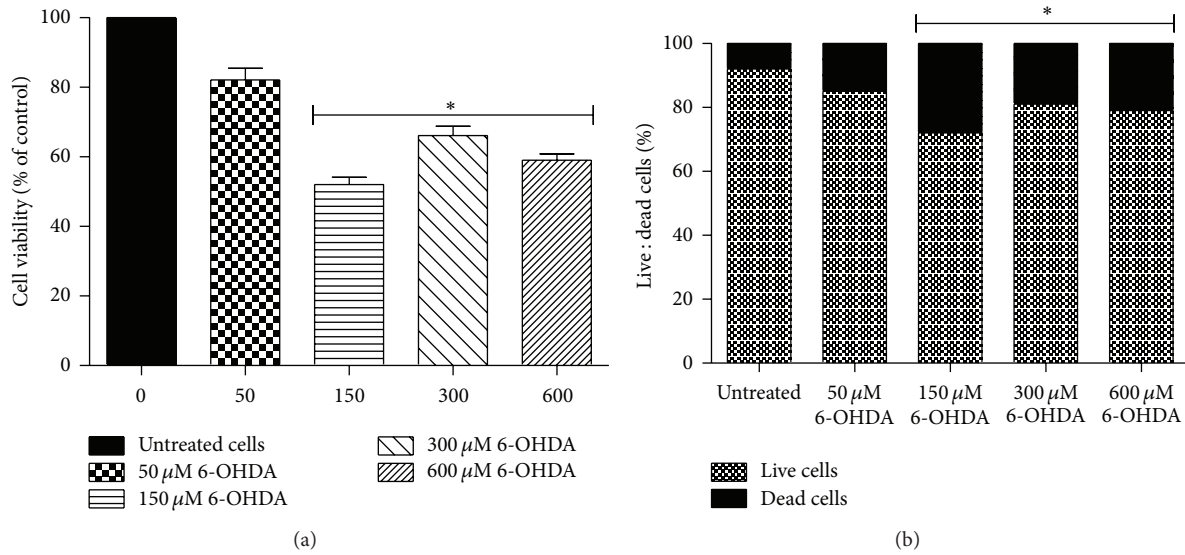 100
80
60
40
20
0
Cell viability (% of control)
*
0 50 150 300 600
Untreated cells
50 μM 6-OHDA
150 μM 6-OHDA
300 μM 6-OHDA
600 μM 6-OHDA
(a)
*
100
80
60
40
20
0
Live : dead cells (%)
Untreated 50 μM 150 μM 300 μM 600 μM
6-OHDA 6-OHDA 6-OHDA 6-OHDA
Live cells
Dead cells
(b)